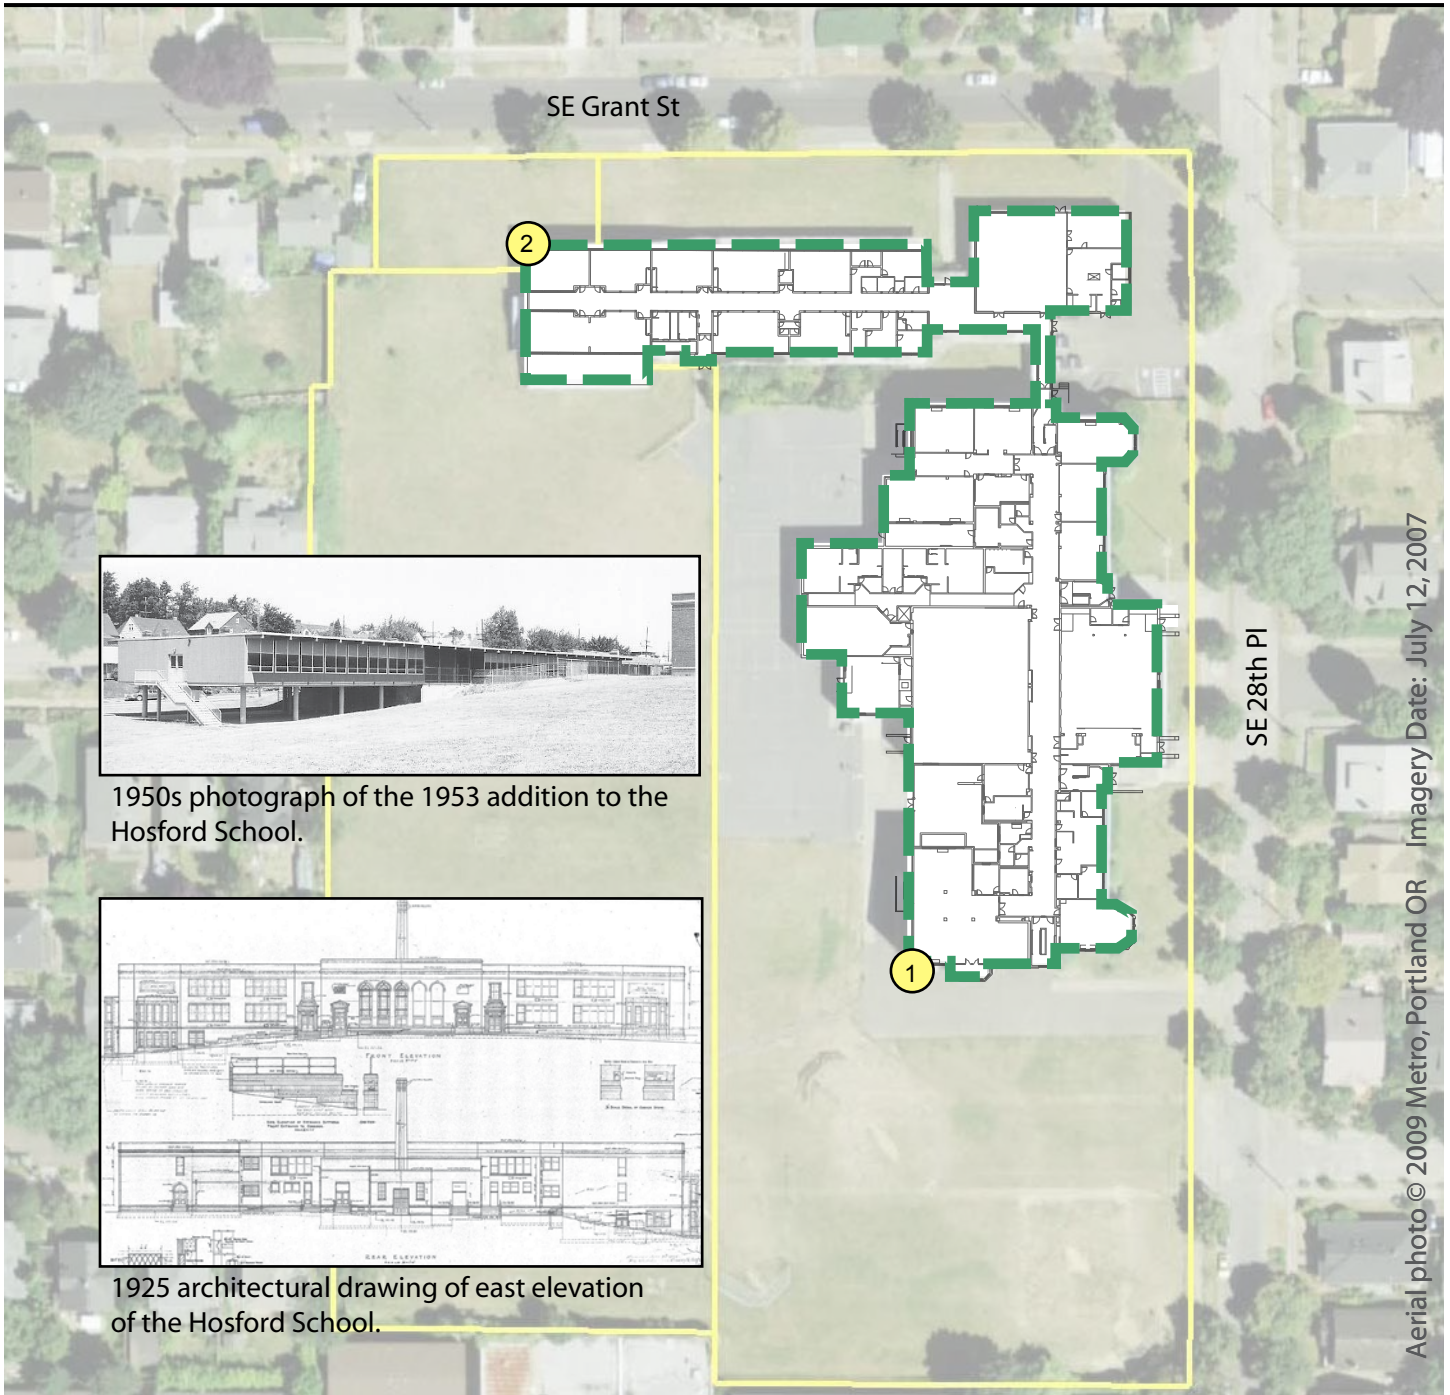 SE Grant St
2
1
SE 28th Pl
1950s photograph of the 1953 addition to the
Hosford School.
FRONT ELEVATION
REAR ELEVATION
1925 architectural drawing of east elevation
of the Hosford School.
Aerial photo © 2009 Metro, Portland OR Imagery Date: July 12, 2007